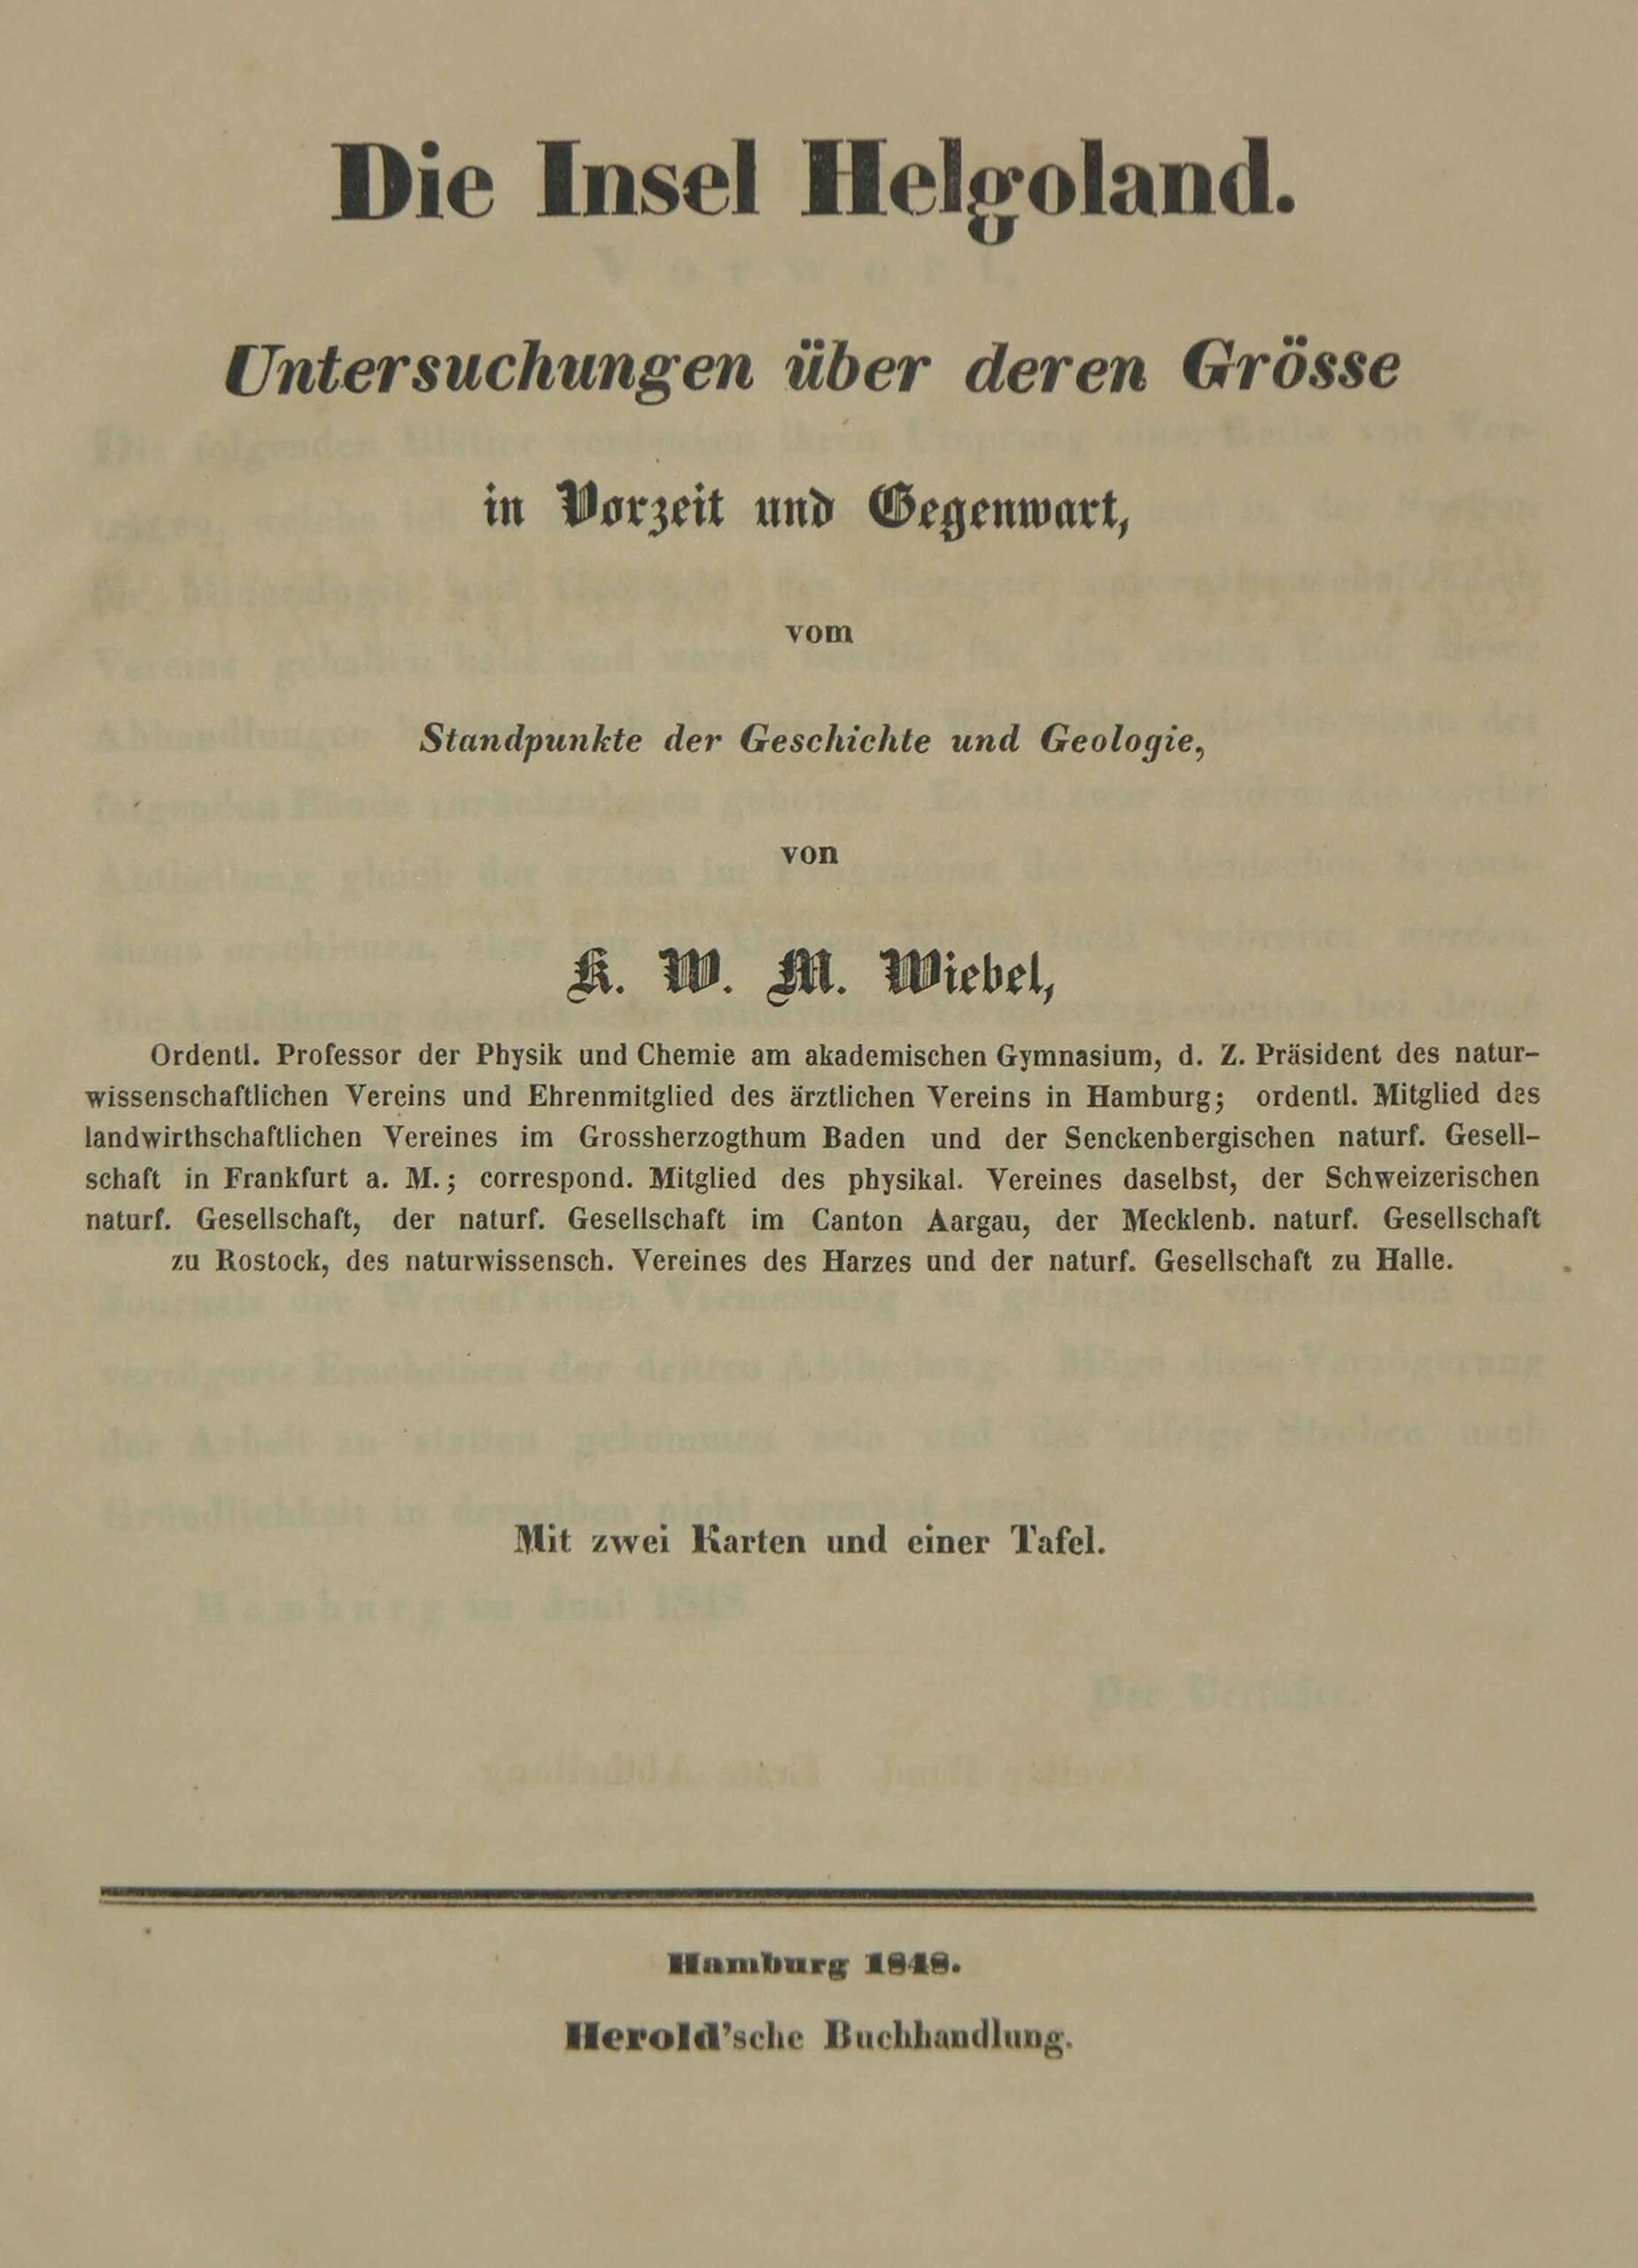 Die Insel Helgoland.
Untersuchungen über deren Grösse
in Vorzeit und Gegenwart,
vom
Standpunkte der Geschichte und Geologie,
von
K. W. M. Wiebel,
Ordentl. Professor der Physik und Chemie am akademischen Gymnasium, d. Z. Präsident des natur-
wissenschaftlichen Vereins und Ehrenmitglied des ärztlichen Vereins in Hamburg; ordentl. Mitglied des
landwirthschaftlichen Vereines im Grossherzogthum Baden und der Senckenbergischen naturf. Gesell-
schaft in Frankfurt a. M.; correspond. Mitglied des physikal. Vereines daselbst, der Schweizerischen
naturf. Gesellschaft, der naturf. Gesellschaft im Canton Aargau, der Mecklenb. naturf. Gesellschaft
zu Rostock, des naturwissensch. Vereines des Harzes und der naturf. Gesellschaft zu Halle.
Mit zwei Karten und einer Tafel.
Hamburg 1848.
Herold'sche Buchhandlung.